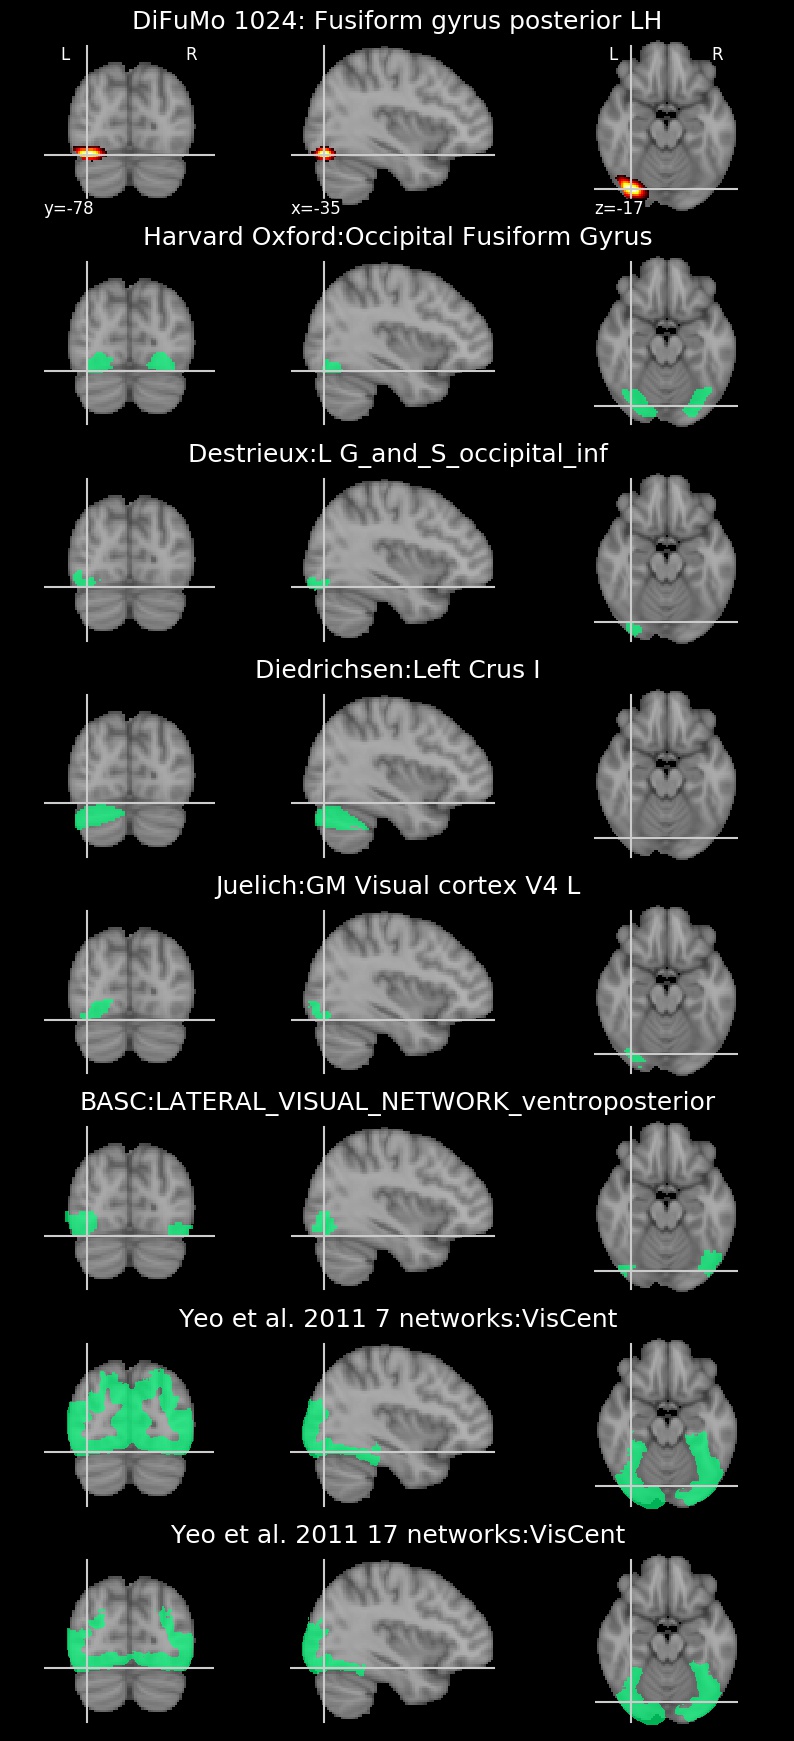 DiFuMo 1024: Fusiform gyrus posterior LH
L R L R
y=-78 x=-35 z=-17
Harvard Oxford:Occipital Fusiform Gyrus
Destrieux:L G_and_S_occipital_inf
Diedrichsen:Left Crus I
Juelich:GM Visual cortex V4 L
BASC:LATERAL_VISUAL_NETWORK_ventroposterior
Yeo et al. 2011 7 networks:VisCent
Yeo et al. 2011 17 networks:VisCent